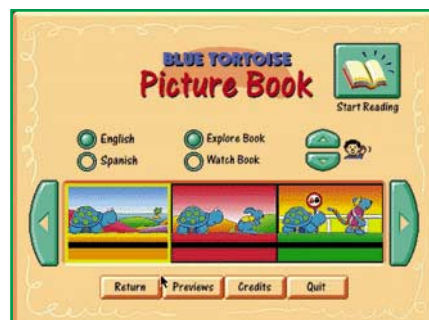 BLUE TORTOISE
Picture Book
Start Reading
English
Explore Book
Spanish
Watch Book
Return
Previews
Credits
Quit